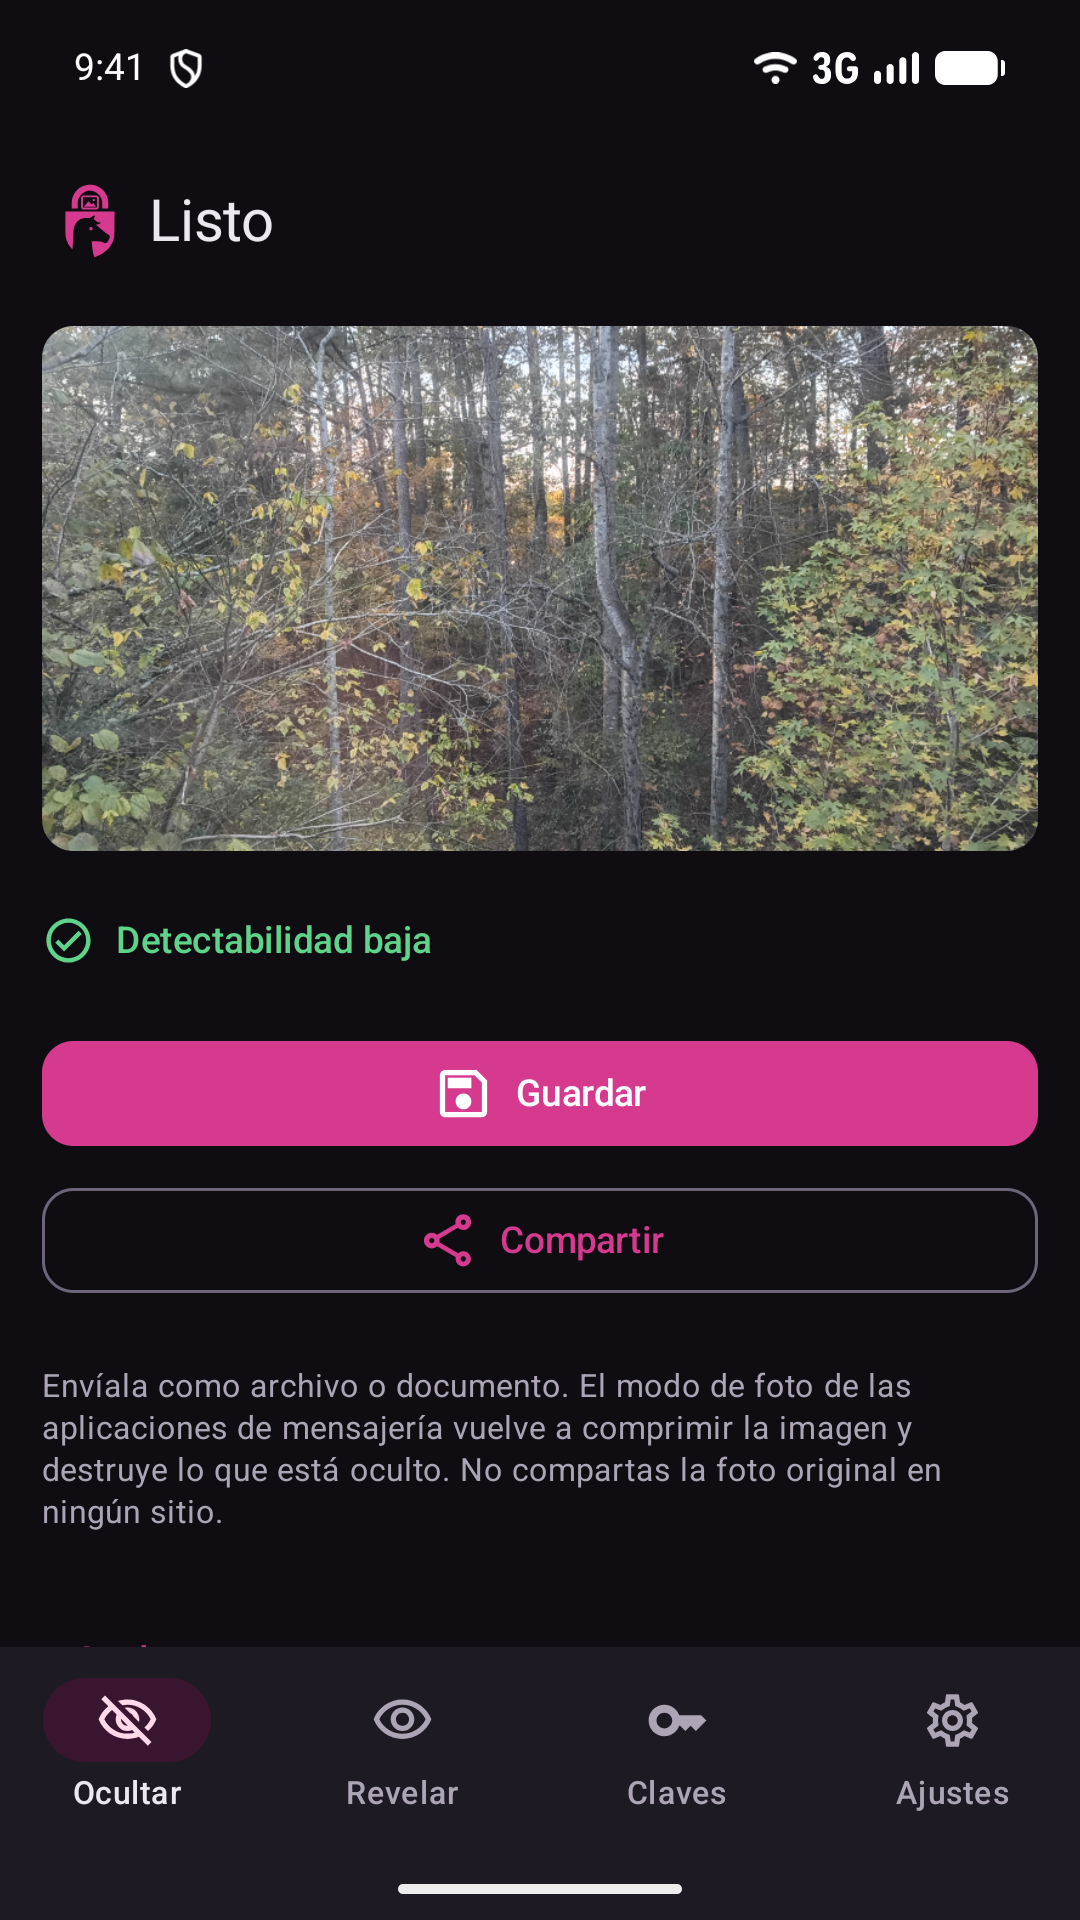 9:41
3G
Listo
Detectabilidad baja
Guardar
Compartir
Envíala como archivo o documento. El modo de foto de las
aplicaciones de mensajería vuelve a comprimir la imagen y
destruye lo que está oculto. No compartas la foto original en
ningún sitio.
Ocultar
Revelar
Claves
Ajustes